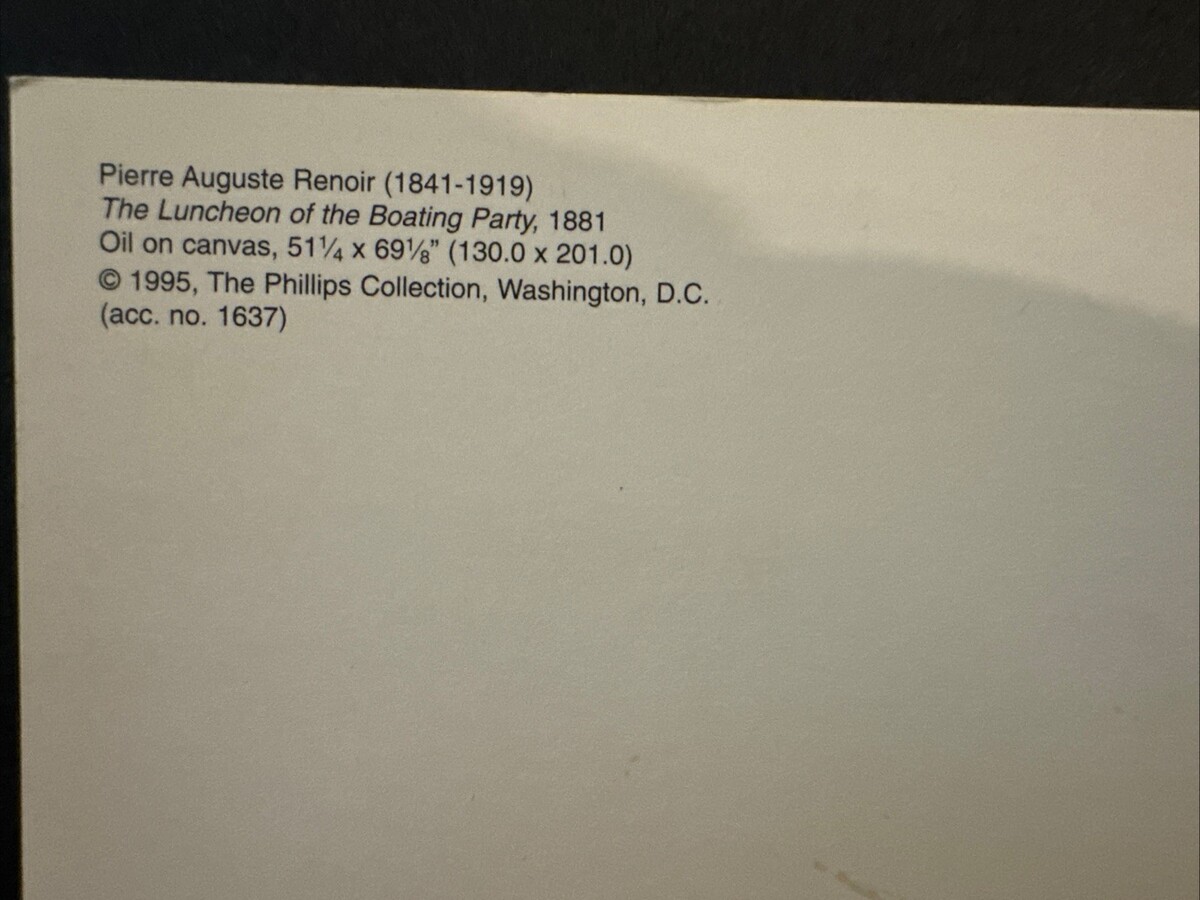 Pierre Auguste Renoir (1841-1919)
The Luncheon of the Boating Party, 1881
Oil on canvas, 51¼ x 69⅛” (130.0 x 201.0)
© 1995, The Phillips Collection, Washington, D.C.
(acc. no. 1637)